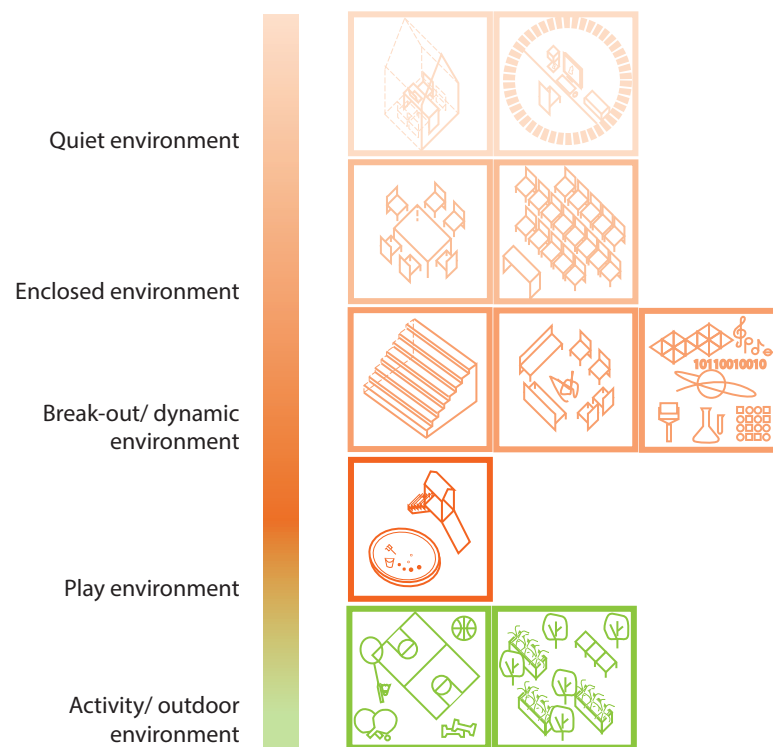 Quiet environment
Enclosed environment
10110010010
Break-out/ dynamic
environment
Play environment
Activity/ outdoor
environment